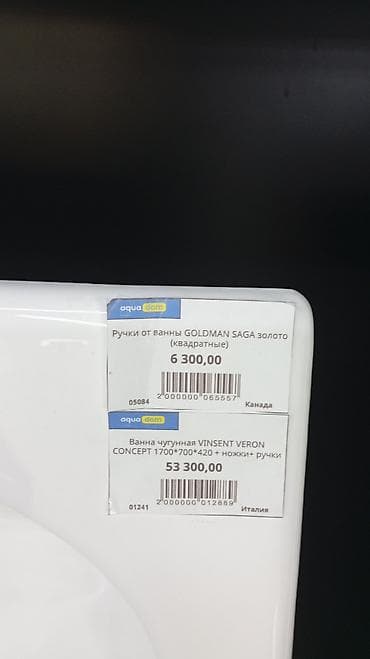 aqua dom
Ручки от ванны GOLDMAN SAGA золото
(квадратные)
6 300,00
2 000000 065557
05084
Канада
aqua dom
Ванна чугунная VINSENT VERON
CONCEPT 1700*700*420 + ножки+ ручки
53 300,00
2 000000 012889
01241
Италия